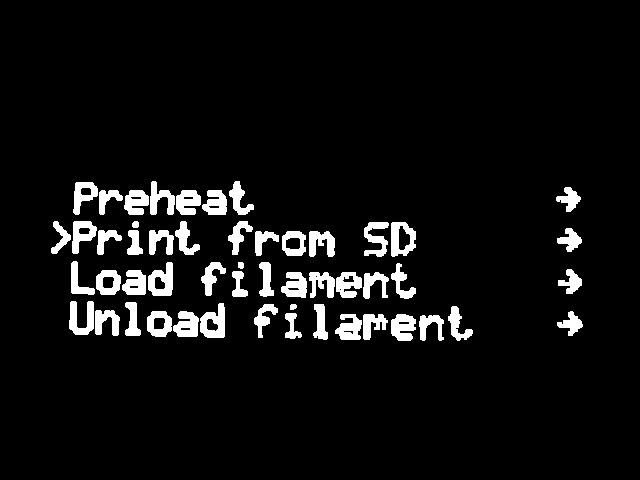 Preheat →
>Print from SD →
Load filament →
Unload filament →